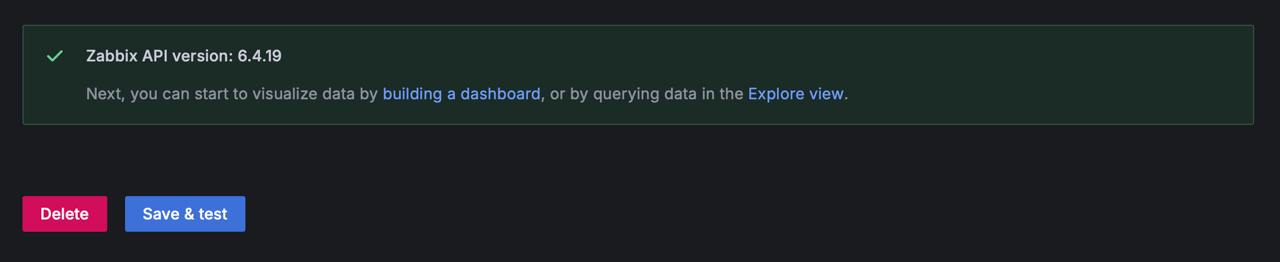 Zabbix API version: 6.4.19
Next, you can start to visualize data by building a dashboard, or by querying data in the Explore view.
Delete
Save & test